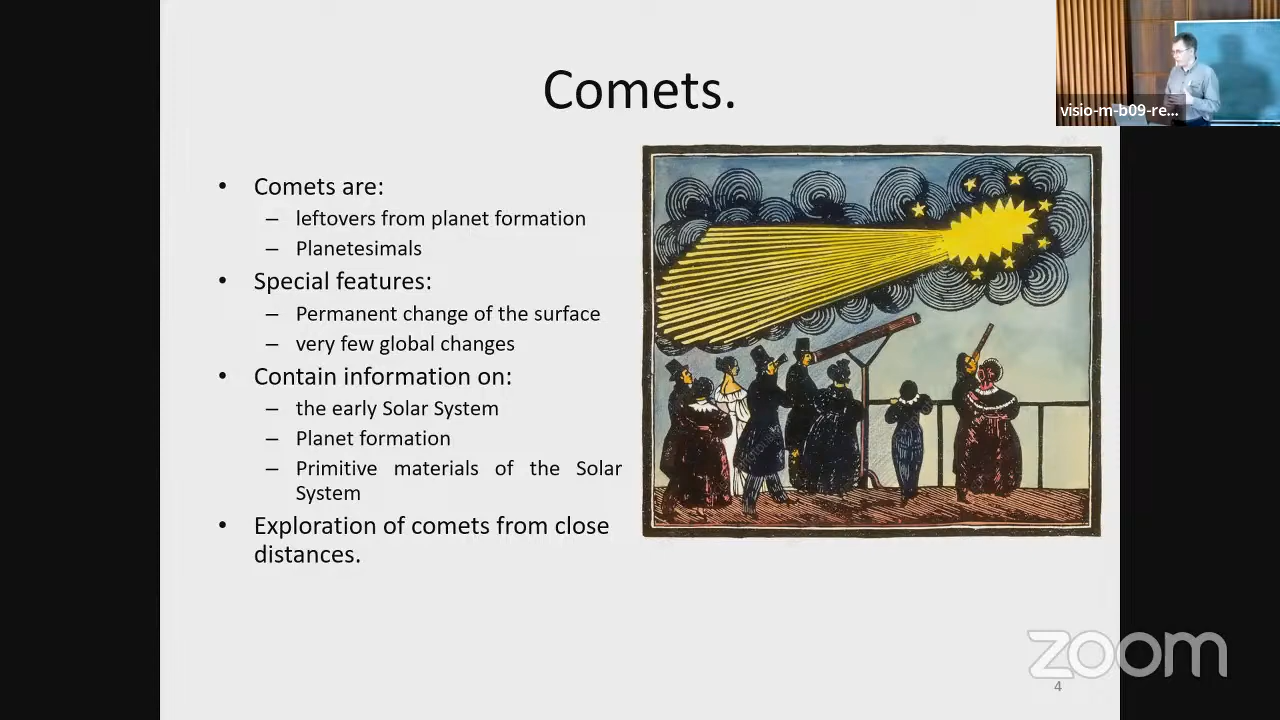 Comets.
visio-m-b09-re...
• Comets are:
– leftovers from planet formation
– Planetesimals
• Special features:
– Permanent change of the surface
– very few global changes
• Contain information on:
– the early Solar System
– Planet formation
– Primitive materials of the Solar
System
• Exploration of comets from close
distances.
zoom
4